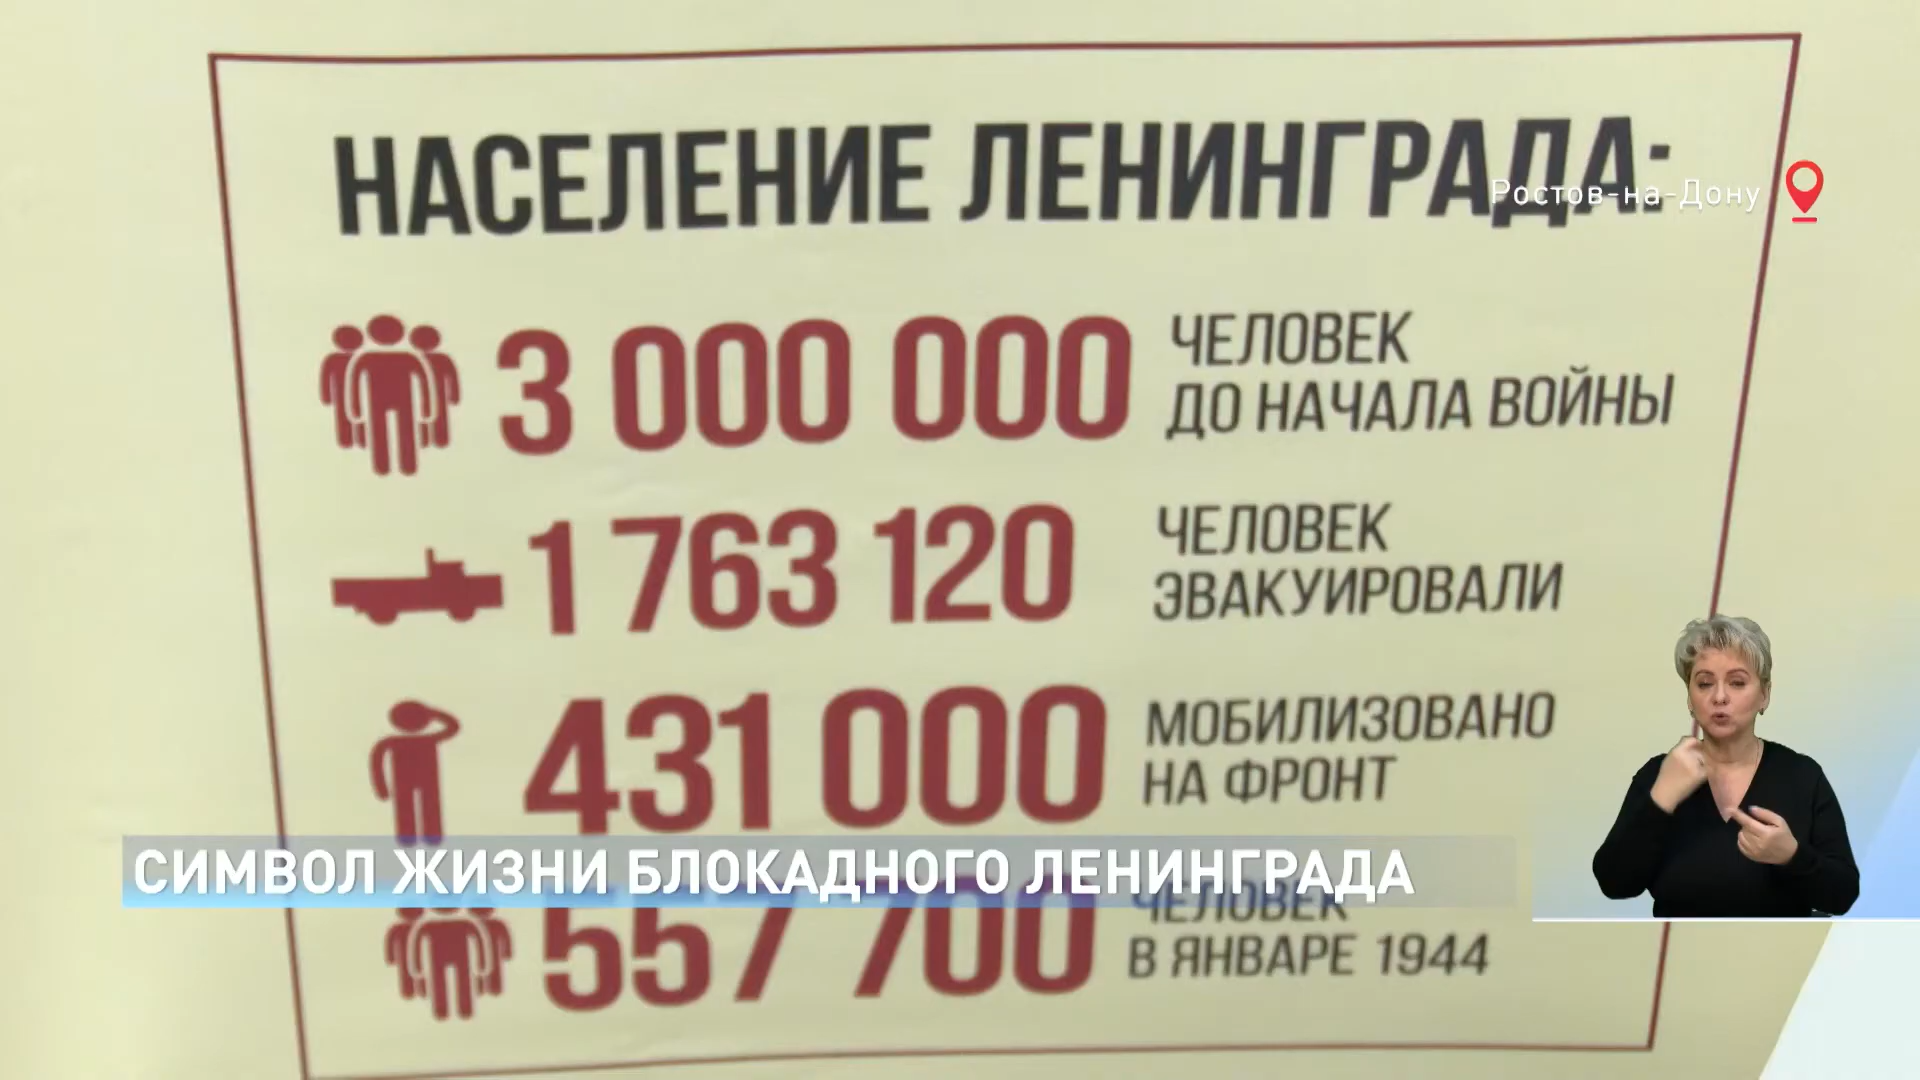 НАСЕЛЕНИЕ ЛЕНИНГРАДА:
Ростов-на-Дону
3 000 000 ЧЕЛОВЕК
ДО НАЧАЛА ВОЙНЫ
1 763 120 ЧЕЛОВЕК
ЭВАКУИРОВАЛИ
431 000 МОБИЛИЗОВАНО
НА ФРОНТ
СИМВОЛ ЖИЗНИ БЛОКАДНОГО ЛЕНИНГРАДА
557 700 ЧЕЛОВЕК
В ЯНВАРЕ 1944